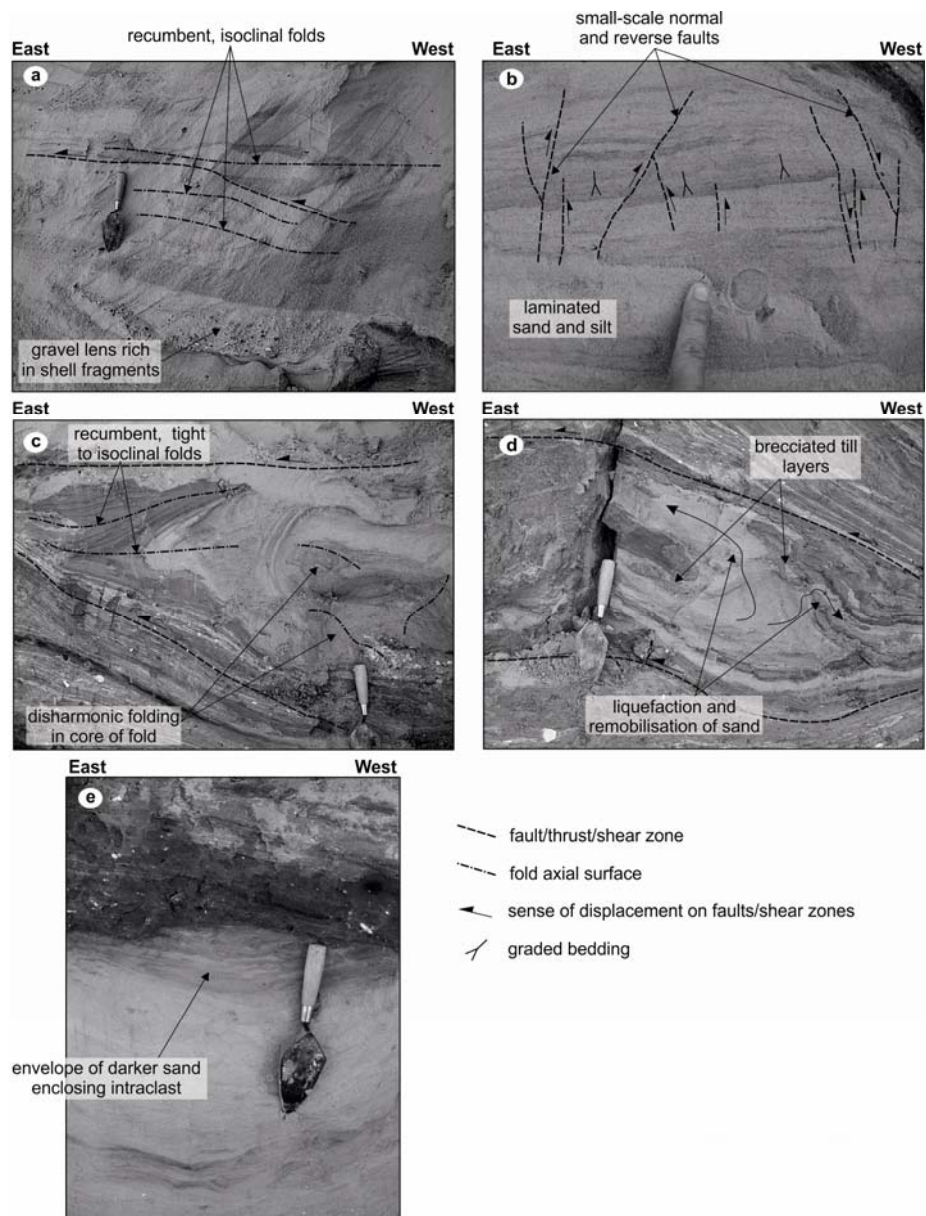 recumbent, isoclinal folds
East
West
a
gravel lens rich
in shell fragments
small-scale normal
and reverse faults
East
West
b
laminated
sand and silt
East
West
c
recumbent, tight
to isoclinal folds
disharmonic folding
in core of fold
East
West
d
brecciated till
layers
liquefaction and
remobilisation of sand
East
West
e
envelope of darker sand
enclosing intraclast
fault/thrust/shear zone
fold axial surface
sense of displacement on faults/shear zones
graded bedding